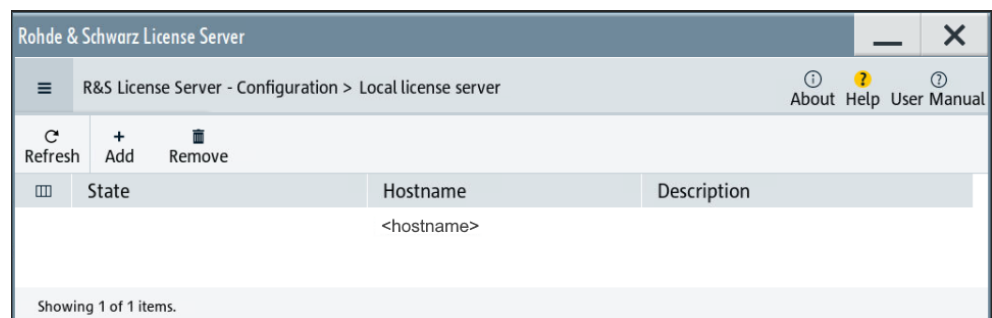 Rohde & Schwarz License Server
R&S License Server - Configuration > Local license server
About Help User Manual
Refresh Add Remove
State Hostname Description
<hostname>
Showing 1 of 1 items.